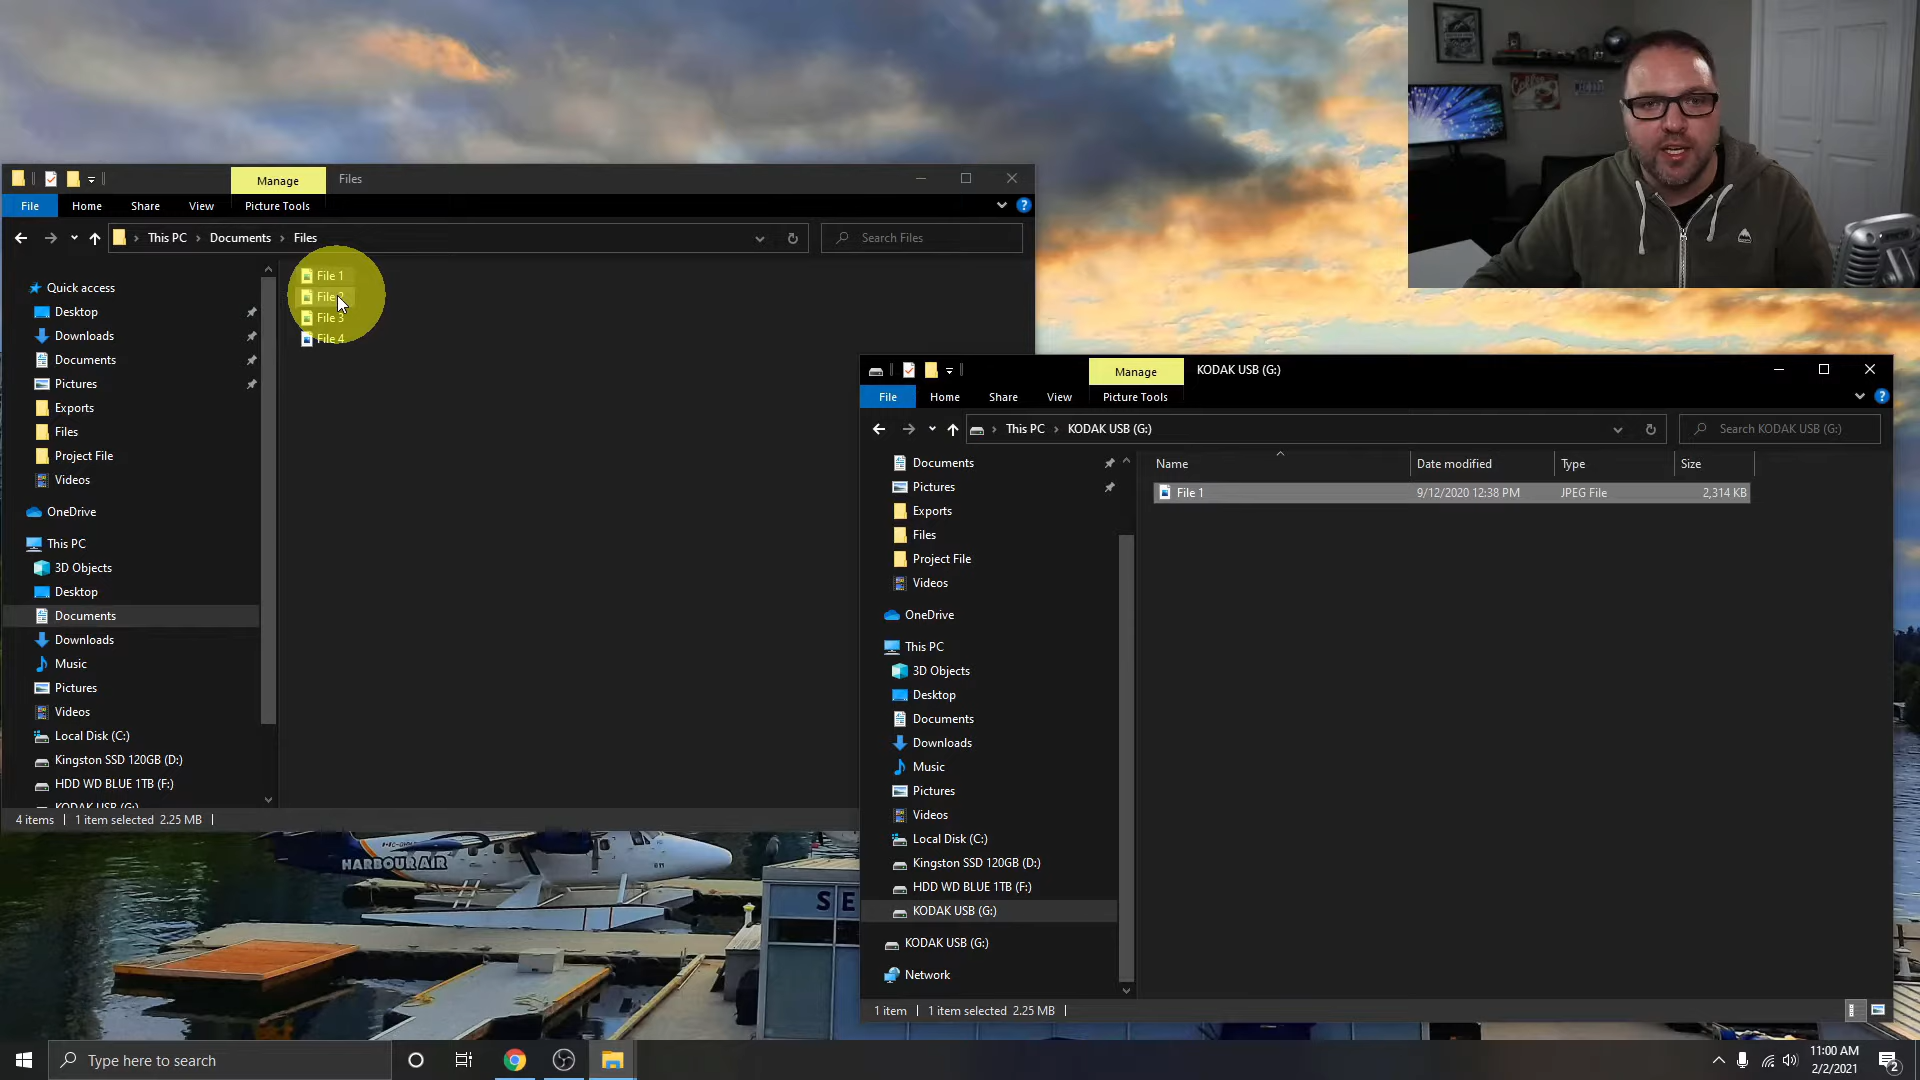 Coffee
Manage
Files
File
Home
Share
View
Picture Tools
?
This PC
Documents
Files
Search Files
Quick access
Desktop
Downloads
Documents
Pictures
Exports
Files
Project File
Videos
OneDrive
This PC
3D Objects
Desktop
Documents
Downloads
Music
Pictures
Videos
Local Disk (C:)
Kingston SSD 120GB (D:)
HDD WD BLUE 1TB (F:)
KODAK USB (G:)
File 1
File 2
File 3
File 4
4 items
1 item selected 2.25 MB
Manage
KODAK USB (G:)
File
Home
Share
View
Picture Tools
?
This PC
KODAK USB (G:)
Search KODAK USB (G:)
Documents
Pictures
Exports
Files
Project File
Videos
OneDrive
This PC
3D Objects
Desktop
Documents
Downloads
Music
Pictures
Videos
Local Disk (C:)
Kingston SSD 120GB (D:)
HDD WD BLUE 1TB (F:)
KODAK USB (G:)
KODAK USB (G:)
Network
Name
Date modified
Type
Size
File 1
9/12/2020 12:38 PM
JPEG File
2,314 KB
1 item
1 item selected 2.25 MB
HARBOUR AIR
SE
Type here to search
11:00 AM
2/2/2021
2